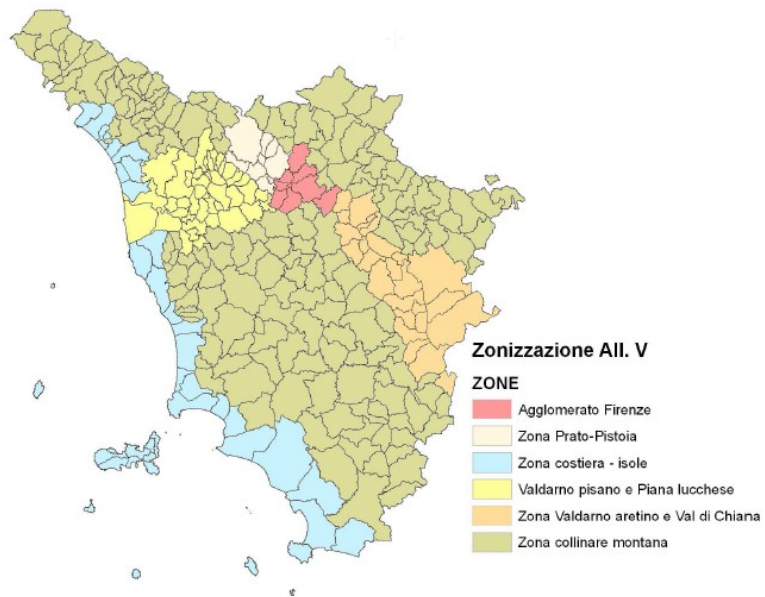 Zonizzazione All. V
ZONE
Agglomerato Firenze
Zona Prato-Pistoia
Zona costiera - isole
Valdarno pisano e Piana lucchese
Zona Valdarno aretino e Val di Chiana
Zona collinare montana